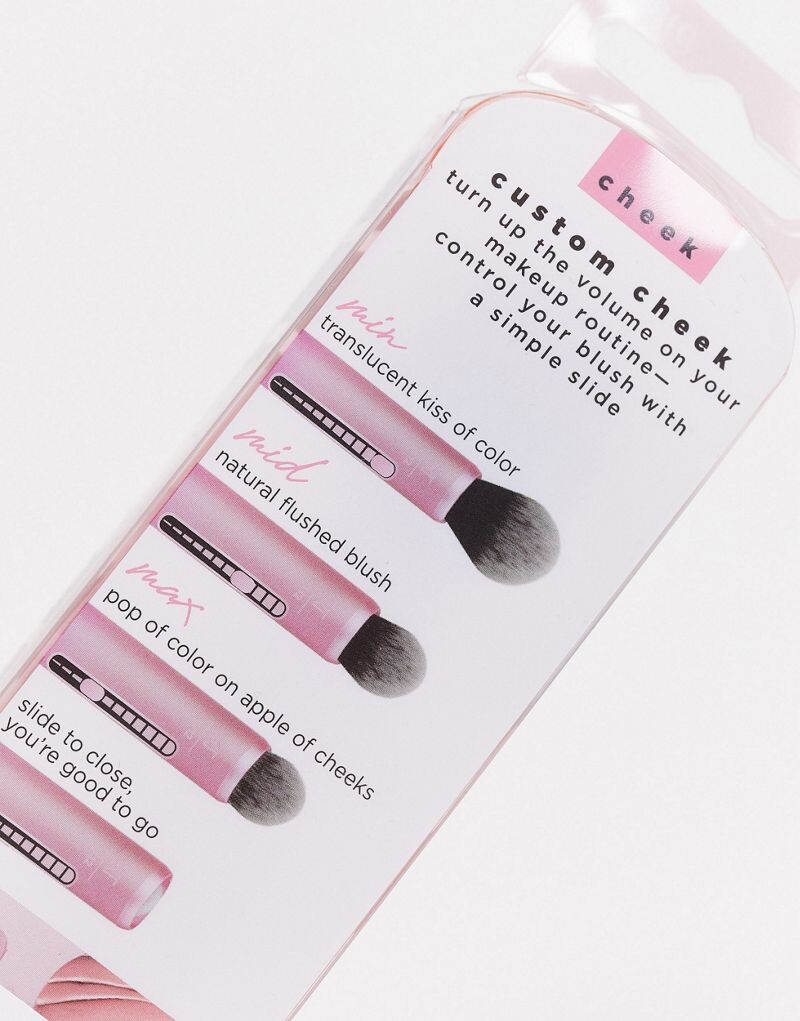 cheek
custom cheek
turn up the volume on your
makeup routine—
control your blush with
a simple slide
min
translucent kiss of color
mid
natural flushed blush
max
pop of color on apple of cheeks
slide to close,
you're good to go